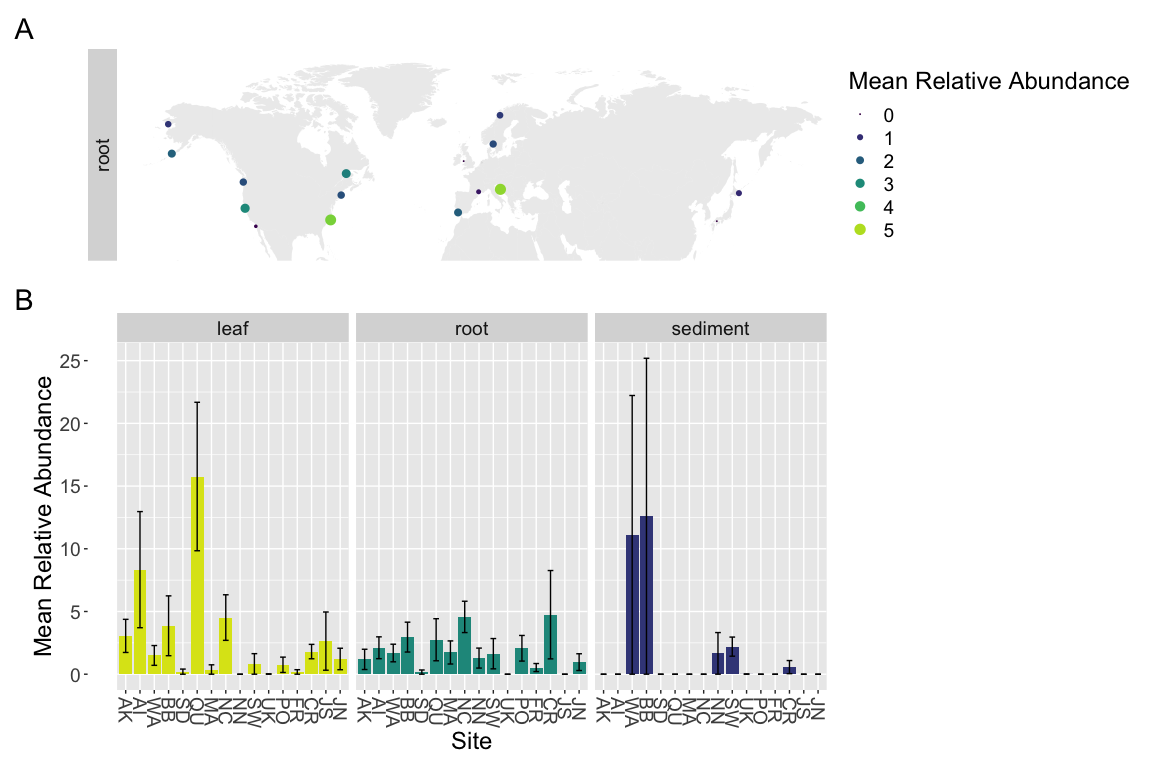 A
root
Mean Relative Abundance
0
1
2
3
4
5
B
leaf root sediment
Mean Relative Abundance
25
20
15
10
5
0
AK AI WA BB SD QU MA NC NN SW UK PO FR CR JS JN AK AI WA BB SD QU MA NC NN SW UK PO FR CR JS JN AK AI WA BB SD QU MA NC NN SW UK PO FR CR JS JN
Site